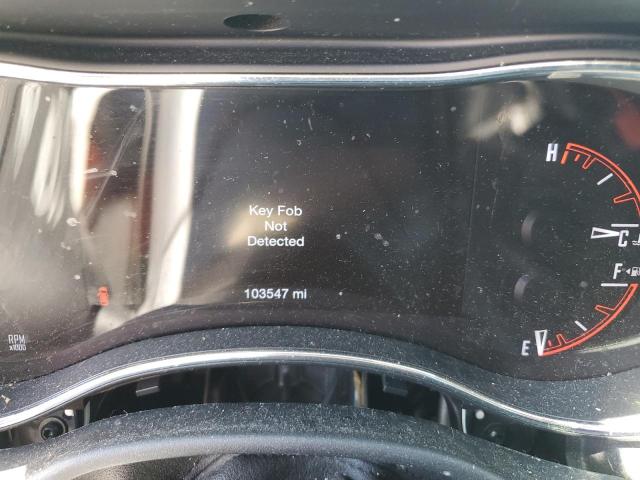 H
Key Fob
Not
Detected
C
F
103547 mi
RPM
x1000
E